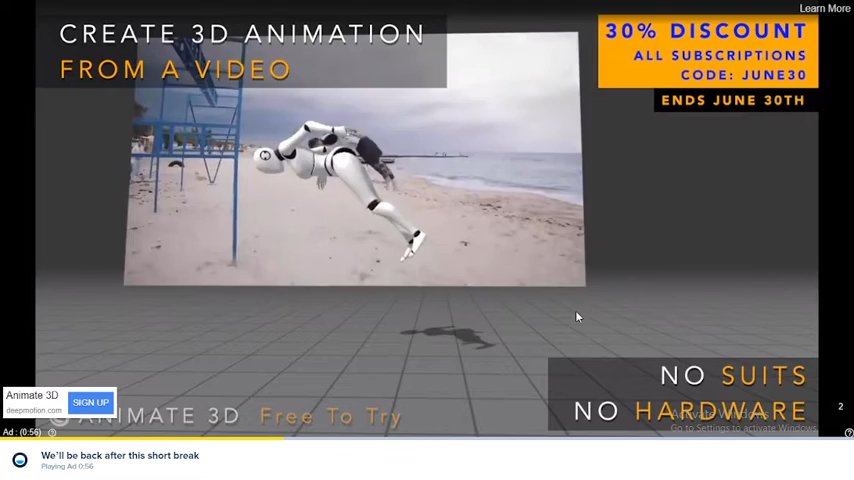 Learn More
CREATE 3D ANIMATION
FROM A VIDEO
30% DISCOUNT
ALL SUBSCRIPTIONS
CODE: JUNE30
ENDS JUNE 30TH
NO SUITS
NO HARDWARE
Animate 3D
deepmotion.com
SIGN UP
ANIMATE 3D Free To Try
Activate Windows
Go to Settings to activate Windows.
2
Ad : (0:56)
We'll be back after this short break
Playing Ad 0:56